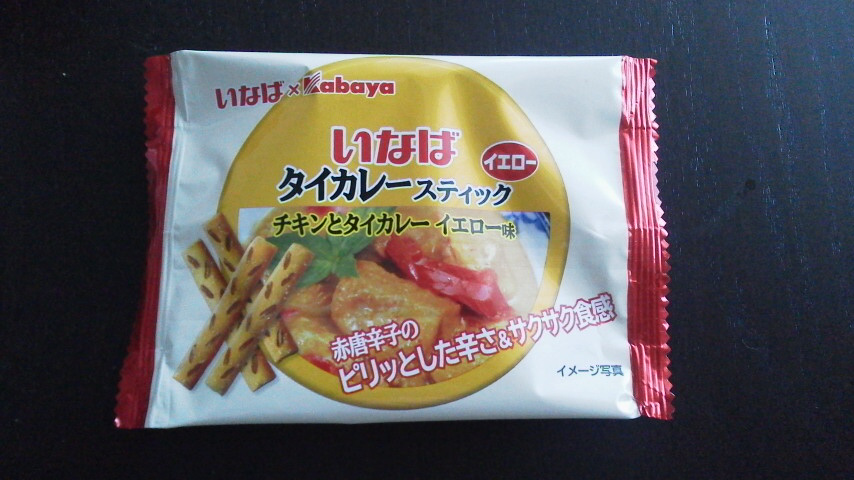 いなば×Kabaya
いなば
イエロー
タイカレースティック
チキンとタイカレー イエロー味
赤唐辛子の
ピリッとした辛さ&サクサク食感
イメージ写真